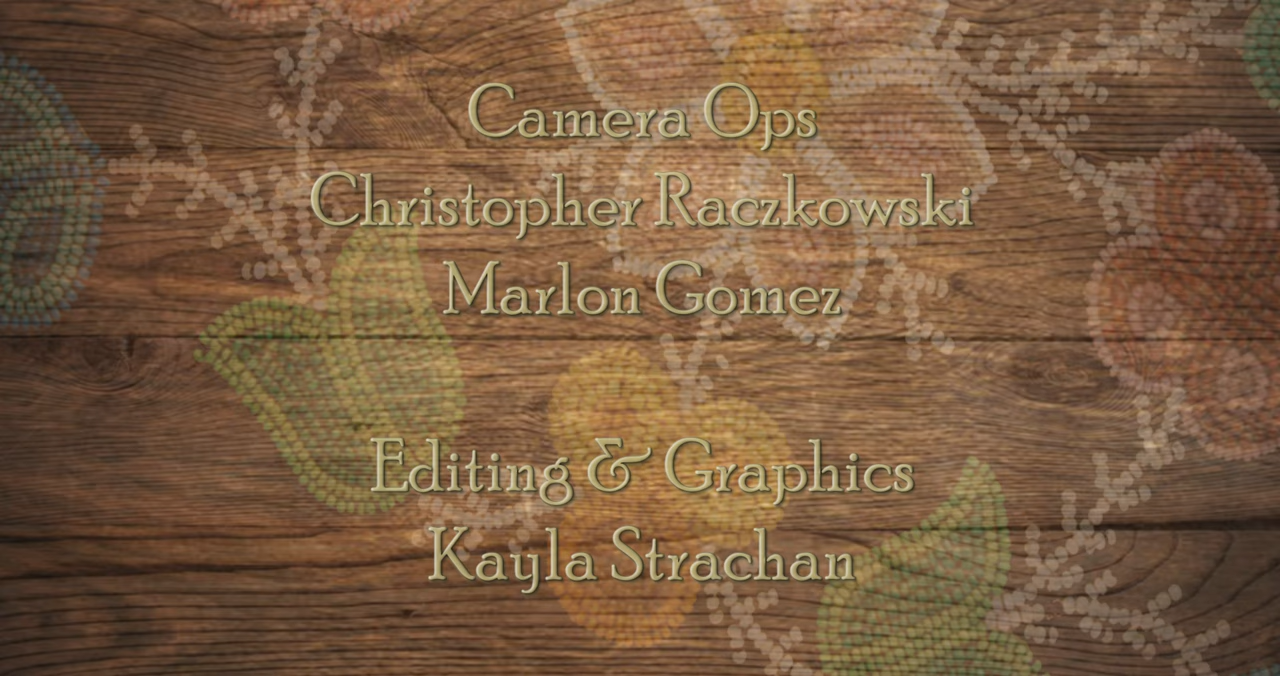 Camera Ops
Christopher Raczkowski
Marlon Gomez
Editing & Graphics
Kayla Strachan